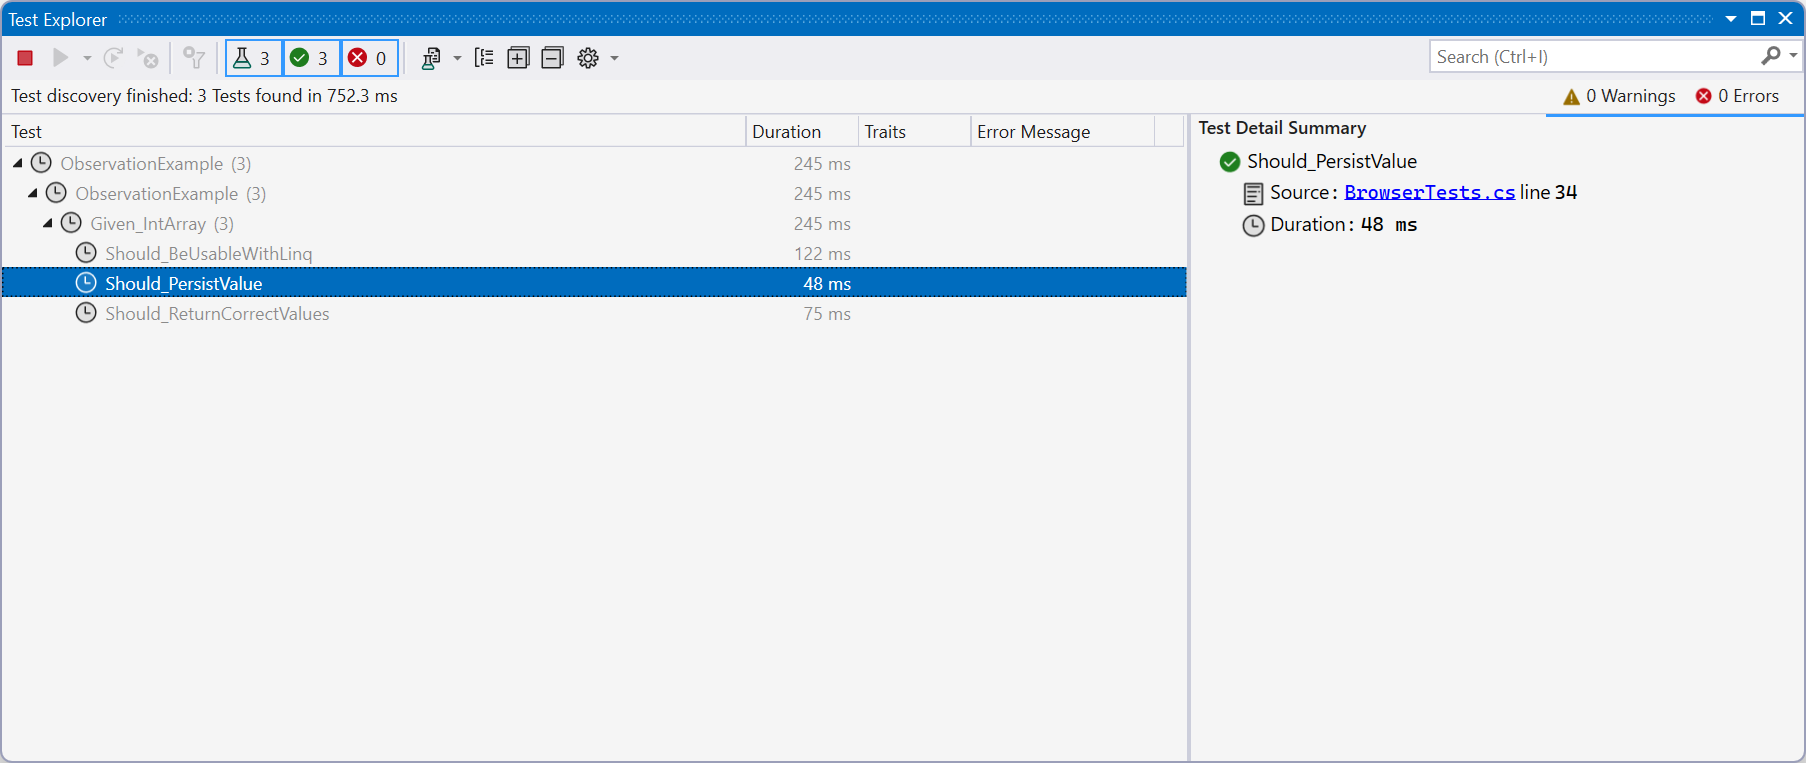 Test Explorer
3 3 0
Search (Ctrl+I)
Test discovery finished: 3 Tests found in 752.3 ms
0 Warnings 0 Errors
Test Duration Traits Error Message
ObservationExample (3) 245 ms
ObservationExample (3) 245 ms
Given_IntArray (3) 245 ms
Should_BeUsableWithLinq 122 ms
Should_PersistValue 48 ms
Should_ReturnCorrectValues 75 ms
Test Detail Summary
Should_PersistValue
Source: BrowserTests.cs line 34
Duration: 48 ms